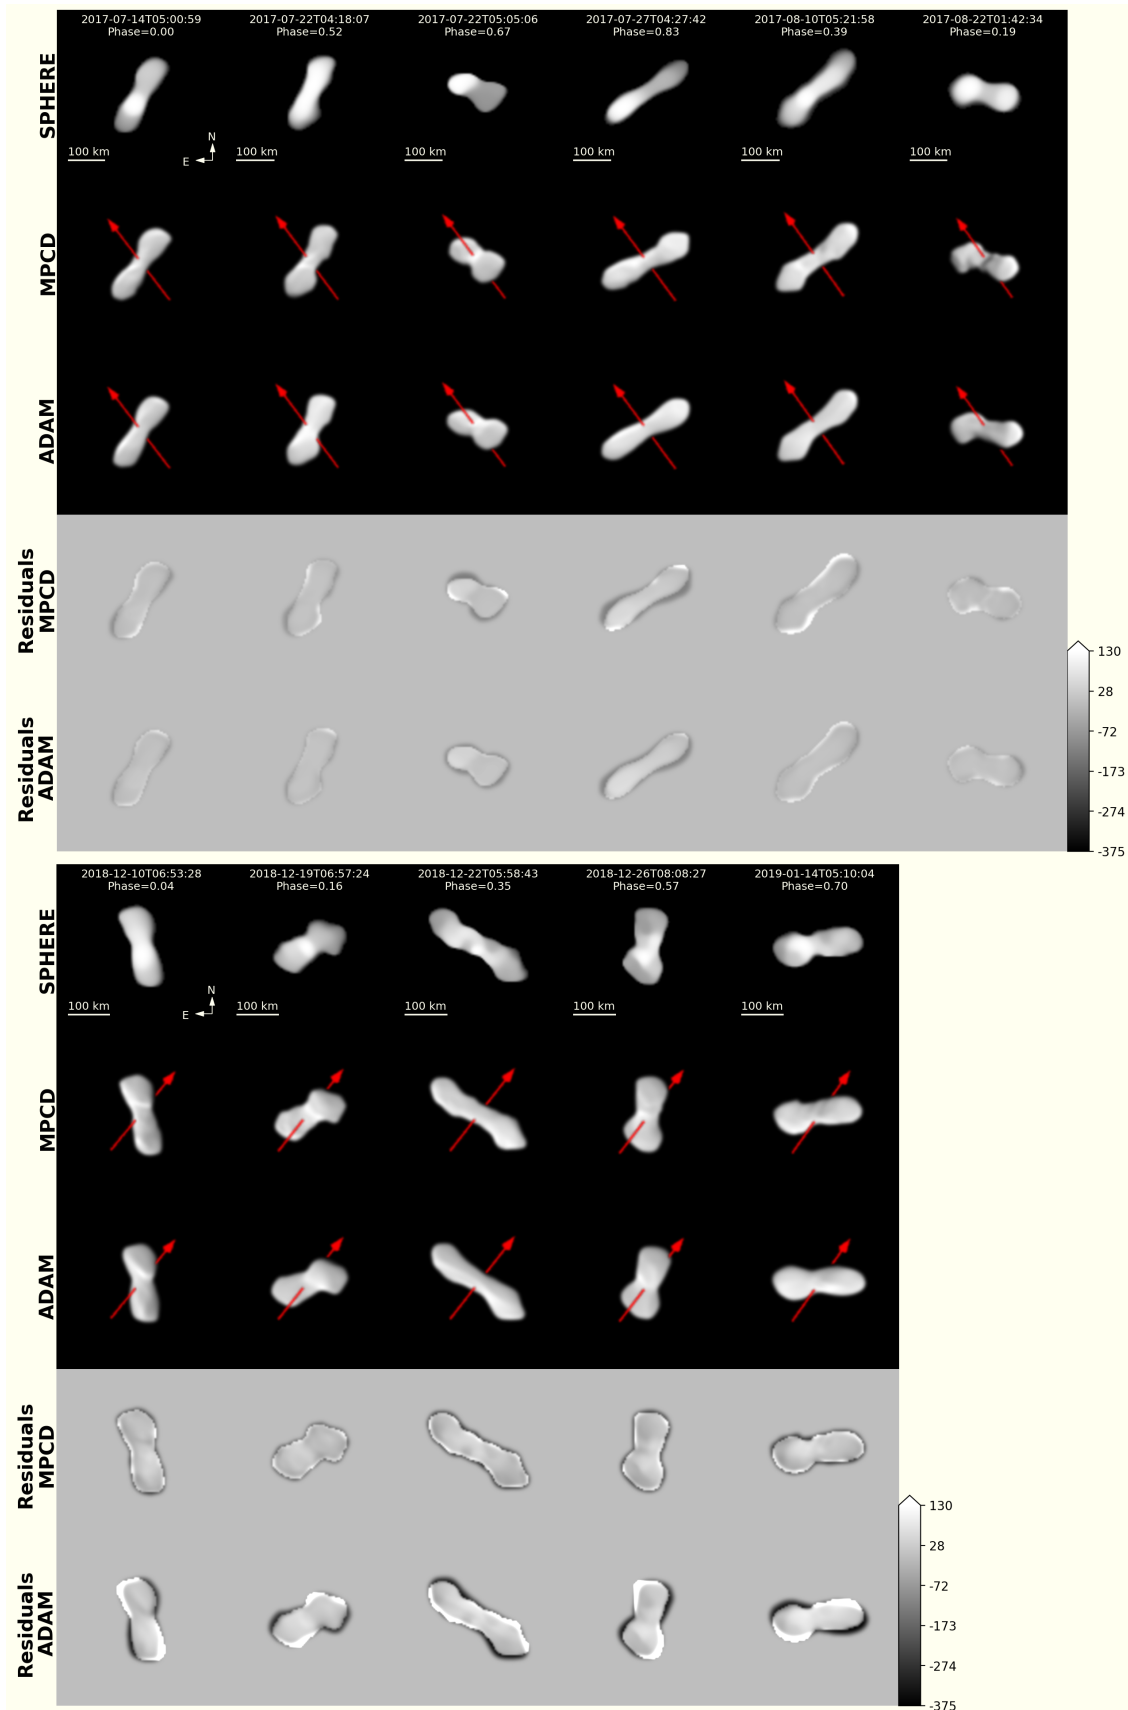 2017-07-14T05:00:59 2017-07-22T04:18:07 2017-07-22T05:05:06 2017-07-27T04:27:42 2017-08-10T05:21:58 2017-08-22T01:42:34
Phase=0.00 Phase=0.52 Phase=0.67 Phase=0.83 Phase=0.39 Phase=0.19
SPHERE
N
E
100 km 100 km 100 km 100 km 100 km 100 km
MPCD
ADAM
Residuals
MPCD
Residuals
ADAM
130
28
-72
-173
-274
-375
2018-12-10T06:53:28 2018-12-19T06:57:24 2018-12-22T05:58:43 2018-12-26T08:08:27 2019-01-14T05:10:04
Phase=0.04 Phase=0.16 Phase=0.35 Phase=0.57 Phase=0.70
SPHERE
N
E
100 km 100 km 100 km 100 km 100 km
MPCD
ADAM
Residuals
MPCD
Residuals
ADAM
130
28
-72
-173
-274
-375